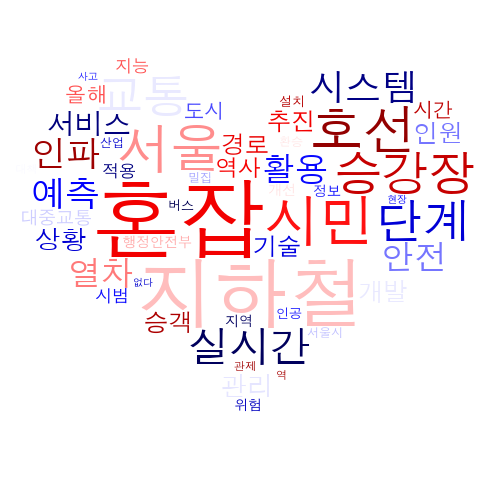 사고
지능
교통
시스템
올해
도시
설치
시간
서비스
호선
추진
인원
산업
서울
경로
환승
인파
역사
활용
승강장
적용
밀집
예측
혼잡
시민
개선
정보
현장
단계
대중교통
버스
상황
행정안전부
기술
안전
열차
지하철
없다
개발
시범
인공
승객
지역
실시간
서울시
관제
역
관리
위험